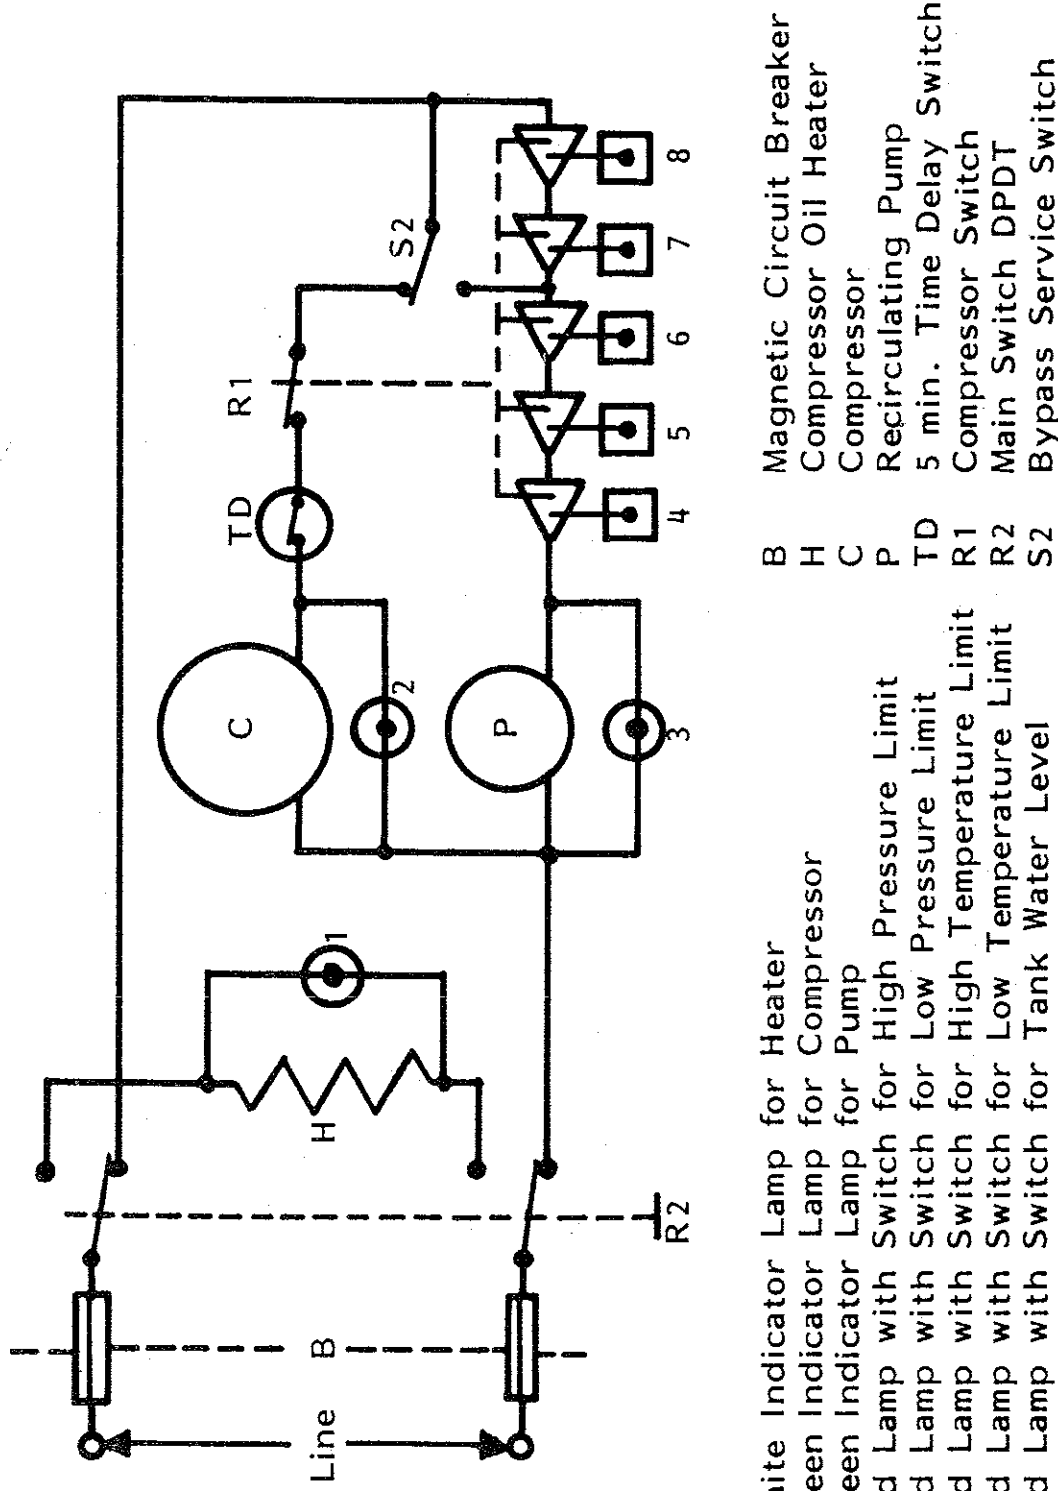 Line
B
R2
H
1
C
2
P
3
TD
R1
S2
4
5
6
7
8
Indicator Lamp for Heater
Indicator Lamp for Compressor
Indicator Lamp for Pump
Lamp with Switch for High Pressure Limit
Lamp with Switch for Low Pressure Limit
Lamp with Switch for High Temperature Limit
Lamp with Switch for Low Temperature Limit
Lamp with Switch for Tank Water Level
B Magnetic Circuit Breaker
H Compressor Oil Heater
C Compressor
P Recirculating Pump
TD 5 min. Time Delay Switch
R1 Compressor Switch
R2 Main Switch DPDT
S2 Bypass Service Switch